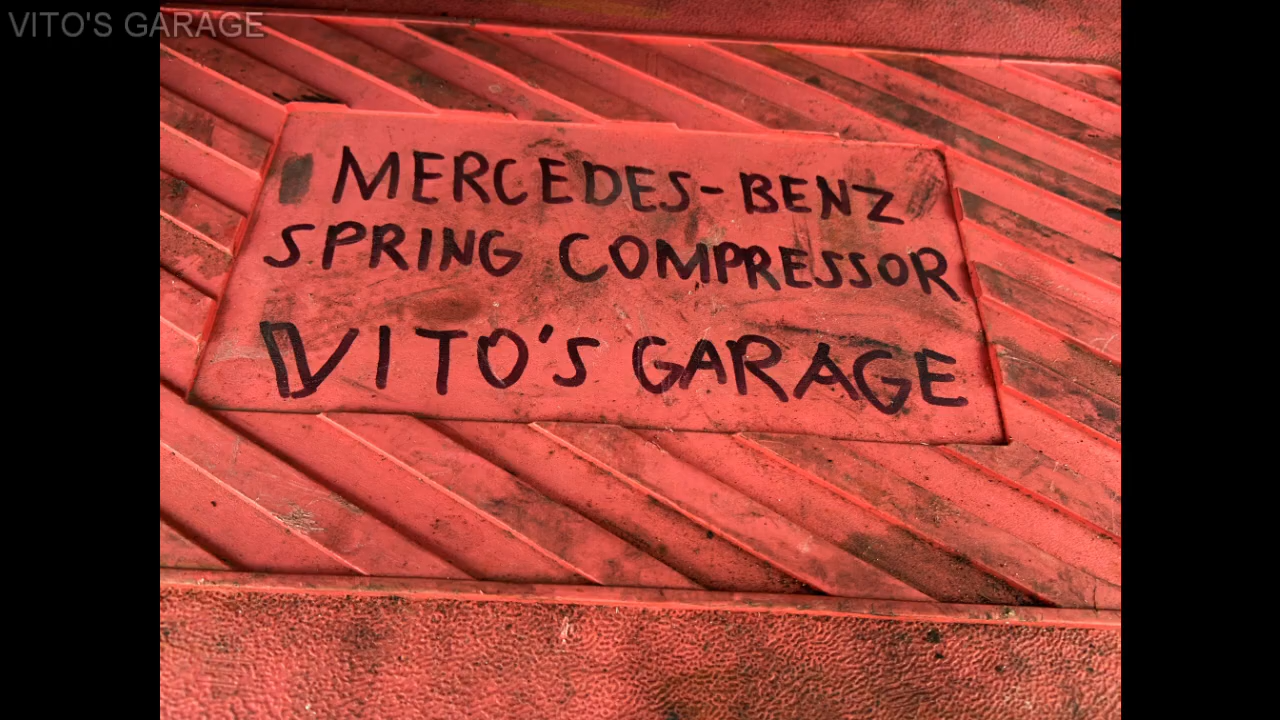 VITO'S GARAGE
MERCEDES-BENZ
SPRING COMPRESSOR
VITO'S GARAGE